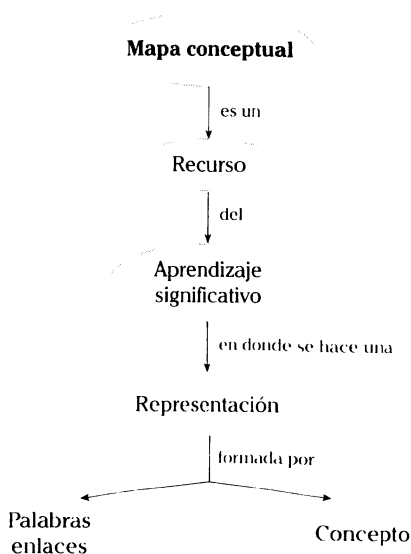 Mapa conceptual
es un
Recurso
del
Aprendizaje
significativo
en donde se hace una
Representación
formada por
Palabras
enlaces
Concepto